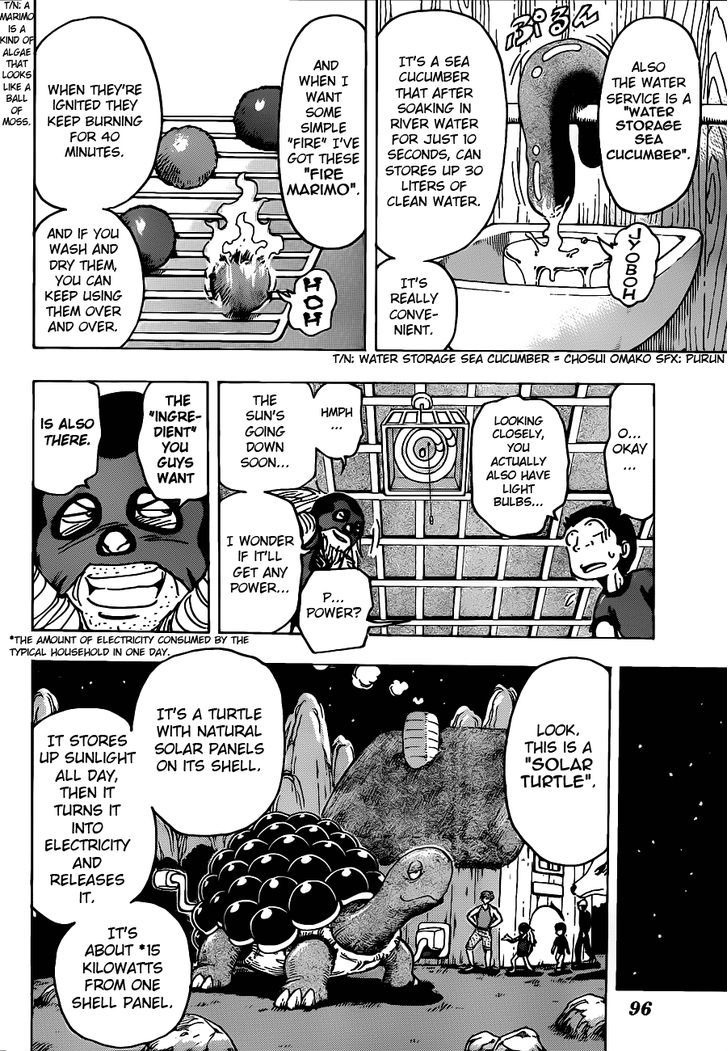 ALSO
THE WATER
SERVICE IS A
"WATER
STORAGE
SEA
CUCUMBER".
ぷるん
IT'S A SEA
CUCUMBER
THAT AFTER
SOAKING IN
RIVER WATER
FOR JUST 10
SECONDS, CAN
STORES UP 30
LITERS OF
CLEAN WATER.
JYOBOH
IT'S
REALLY
CONVE-
NIENT.
AND
WHEN I
WANT
SOME
SIMPLE
"FIRE" I'VE
GOT THESE
"FIRE
MARIMO".
WHEN THEY'RE
IGNITED THEY
KEEP BURNING
FOR 40
MINUTES.
HOH
AND IF YOU
WASH AND
DRY THEM,
YOU CAN
KEEP USING
THEM OVER
AND OVER.
T/N: A
MARIMO
IS A
KIND OF
ALGAE
THAT
LOOKS
LIKE A
BALL
OF
MOSS.
T/N: WATER STORAGE SEA CUCUMBER = CHOSUI OMAKO SFX: PURUN
O...
OKAY
...
LOOKING
CLOSELY,
YOU
ACTUALLY
ALSO HAVE
LIGHT
BULBS...
HMPH
...
THE
SUN'S
GOING
DOWN
SOON...
I WONDER
IF IT'LL
GET ANY
POWER...
P...
POWER?
THE
"INGRE-
DIENT"
YOU
GUYS
WANT
IS ALSO
THERE.
*THE AMOUNT OF ELECTRICITY CONSUMED BY THE
TYPICAL HOUSEHOLD IN ONE DAY.
LOOK.
THIS IS A
"SOLAR
TURTLE".
IT'S A TURTLE
WITH NATURAL
SOLAR PANELS
ON ITS SHELL.
IT STORES
UP SUNLIGHT
ALL DAY,
THEN IT
TURNS IT
INTO
ELECTRICITY
AND
RELEASES
IT.
IT'S
ABOUT *15
KILOWATTS
FROM ONE
SHELL PANEL.
96